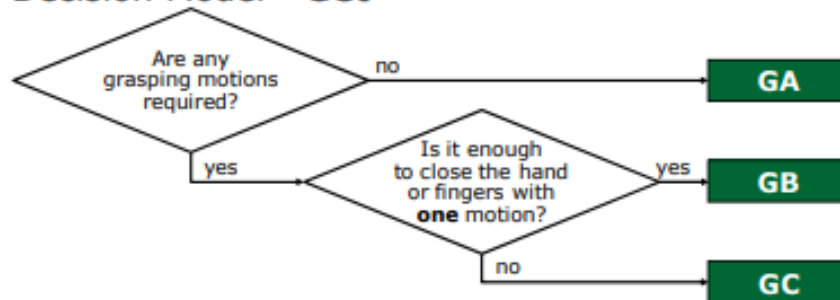 Are any
grasping motions
required?
no
GA
yes
Is it enough
to close the hand
or fingers with
one motion?
yes
GB
no
GC